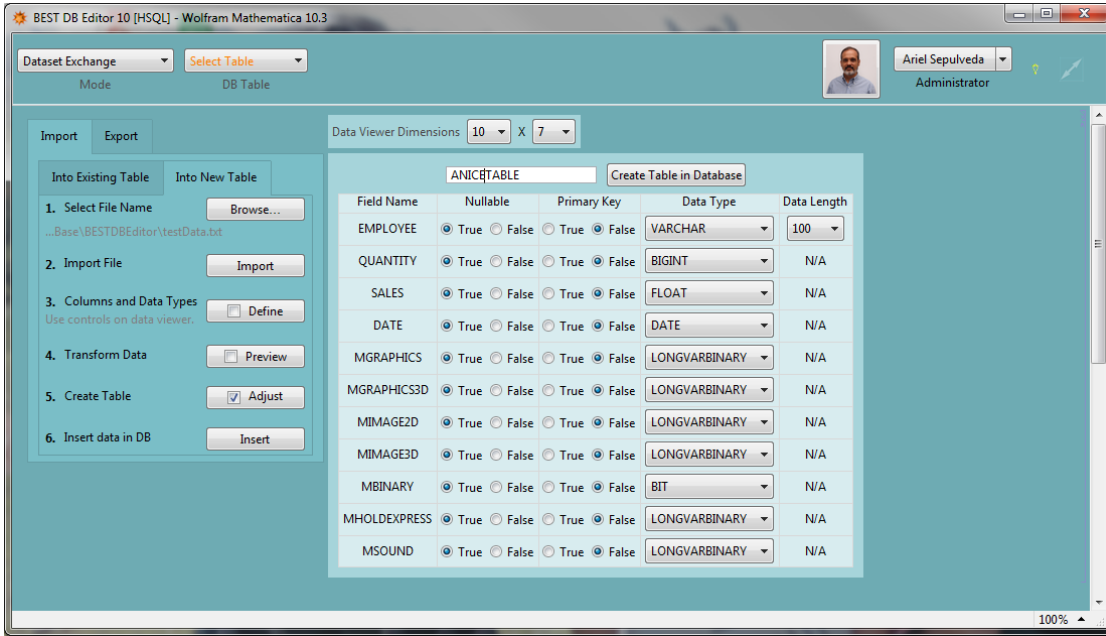 BEST DB Editor 10 [HSQL] - Wolfram Mathematica 10.3
Dataset Exchange Select Table Ariel Sepulveda
Mode DB Table Administrator
Import Export
Data Viewer Dimensions 10 X 7
Into Existing Table Into New Table
1. Select File Name Browse...
...Base\BESTDBEditor\testData.txt
2. Import File Import
3. Columns and Data Types Define
Use controls on data viewer.
4. Transform Data Preview
5. Create Table Adjust
6. Insert data in DB Insert
ANICETABLE Create Table in Database
Field Name Nullable Primary Key Data Type Data Length
EMPLOYEE True False True False VARCHAR 100
QUANTITY True False True False BIGINT N/A
SALES True False True False FLOAT N/A
DATE True False True False DATE N/A
MGRAPHICS True False True False LONGVARBINARY N/A
MGRAPHICS3D True False True False LONGVARBINARY N/A
MIMAGE2D True False True False LONGVARBINARY N/A
MIMAGE3D True False True False LONGVARBINARY N/A
MBINARY True False True False BIT N/A
MHOLDEXPRESS True False True False LONGVARBINARY N/A
MSOUND True False True False LONGVARBINARY N/A
100%